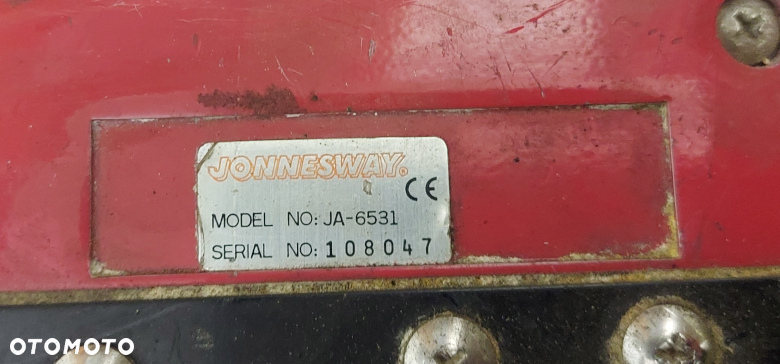 JONNESWAY®
CE
MODEL NO: JA-6531
SERIAL NO: 108047
OTOMOTO